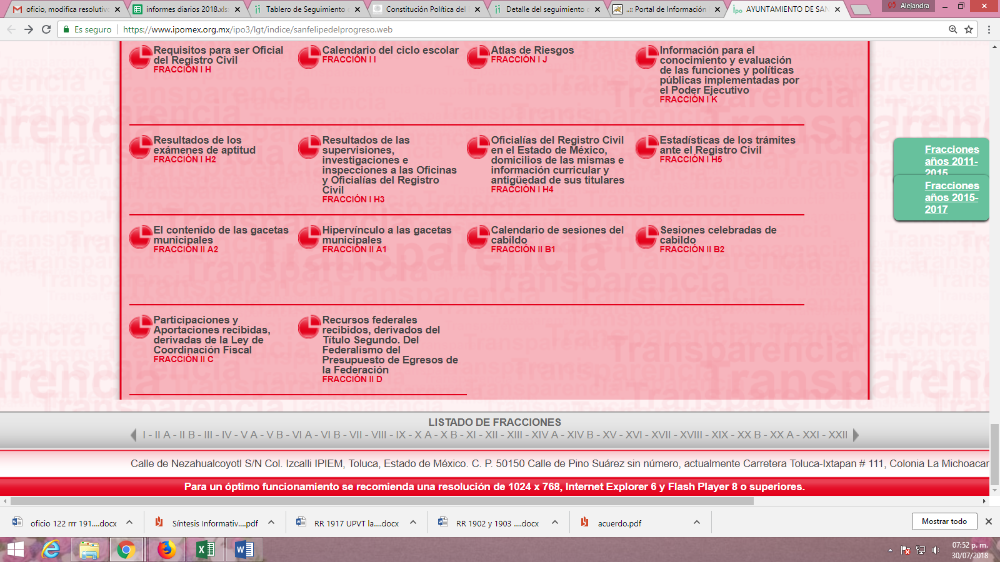 oficio, modifica resolutivo
informes diarios 2018.xls
Tablero de Seguimiento
Constitución Política del
Detalle del seguimiento
..:: Portal de Información
AYUNTAMIENTO DE SAN
Alejandra
Es seguro
https://www.ipomex.org.mx/ipo3/lgt/indice/sanfelipedelprogreso.web
Requisitos para ser Oficial
del Registro Civil
FRACCIÓN I H
Calendario del ciclo escolar
FRACCIÓN I I
Atlas de Riesgos
FRACCIÓN I J
Información para el
conocimiento y evaluación
de las funciones y políticas
públicas implementadas por
el Poder Ejecutivo
FRACCIÓN I K
Resultados de los
exámenes de aptitud
FRACCIÓN I H2
Resultados de las
supervisiones,
investigaciones e
inspecciones a las Oficinas
y Oficialías del Registro
Civil
FRACCIÓN I H3
Oficialías del Registro Civil
en el Estado de México,
domicilios de las mismas e
información curricular y
antigüedad de sus titulares
FRACCIÓN I H4
Estadísticas de los trámites
ante el Registro Civil
FRACCIÓN I H5
Fracciones
años 2011-
2015
Fracciones
años 2015-
2017
El contenido de las gacetas
municipales
FRACCIÓN II A2
Hipervínculo a las gacetas
municipales
FRACCIÓN II A1
Calendario de sesiones del
cabildo
FRACCIÓN II B1
Sesiones celebradas de
cabildo
FRACCIÓN II B2
Participaciones y
Aportaciones recibidas,
derivadas de la Ley de
Coordinación Fiscal
FRACCIÓN II C
Recursos federales
recibidos, derivados del
Título Segundo. Del
Federalismo del
Presupuesto de Egresos de
la Federación
FRACCIÓN II D
LISTADO DE FRACCIONES
I - II A - II B - III - IV - V A - V B - VI A - VI B - VII - VIII - IX - X A - X B - XI - XII - XIII - XIV A - XIV B - XV - XVI - XVII - XVIII - XIX - XX B - XX A - XXI - XXII
Calle de Nezahualcoyotl S/N Col. Izcalli IPIEM, Toluca, Estado de México. C. P. 50150 Calle de Pino Suárez sin número, actualmente Carretera Toluca-Ixtapan # 111, Colonia La Michoacan
Para un óptimo funcionamiento se recomienda una resolución de 1024 x 768, Internet Explorer 6 y Flash Player 8 o superiores.
oficio 122 rrr 191....docx
Síntesis Informativ....pdf
RR 1917 UPVT la....docx
RR 1902 y 1903 ....docx
acuerdo.pdf
Mostrar todo
07:52 p. m.
30/07/2018